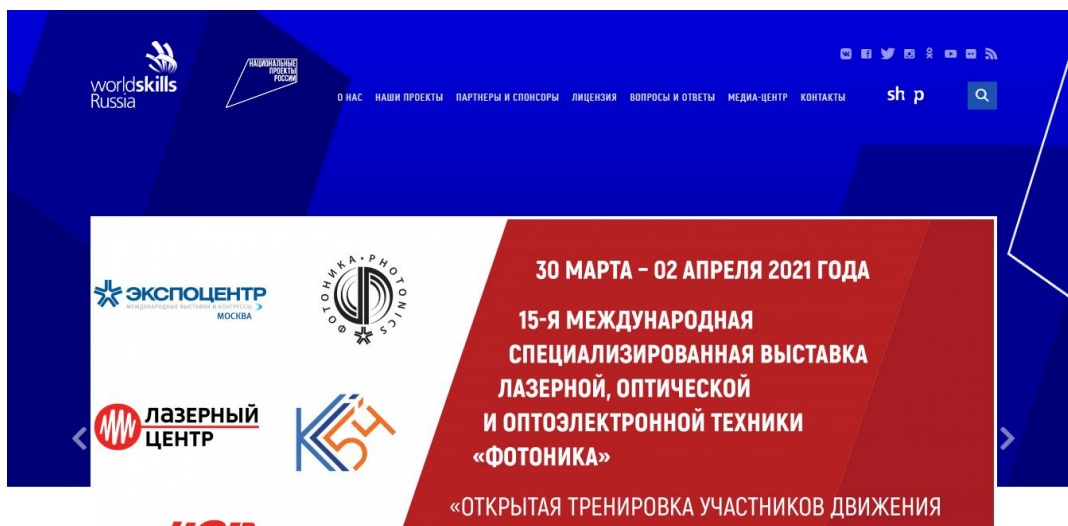 worldskills
Russia
НАЦИОНАЛЬНЫЕ
ПРОЕКТЫ
РОССИИ
О НАС НАШИ ПРОЕКТЫ ПАРТНЕРЫ И СПОНСОРЫ ЛИЦЕНЗИЯ ВОПРОСЫ И ОТВЕТЫ МЕДИА-ЦЕНТР КОНТАКТЫ
sh p
ЭКСПОЦЕНТР
МЕЖДУНАРОДНЫЕ ВЫСТАВКИ И КОНГРЕССЫ
МОСКВА
ФОТОНИКА · PHOTONICS
ЛАЗЕРНЫЙ
ЦЕНТР
К54
30 МАРТА – 02 АПРЕЛЯ 2021 ГОДА
15-Я МЕЖДУНАРОДНАЯ
СПЕЦИАЛИЗИРОВАННАЯ ВЫСТАВКА
ЛАЗЕРНОЙ, ОПТИЧЕСКОЙ
И ОПТОЭЛЕКТРОННОЙ ТЕХНИКИ
«ФОТОНИКА»
«ОТКРЫТАЯ ТРЕНИРОВКА УЧАСТНИКОВ ДВИЖЕНИЯ